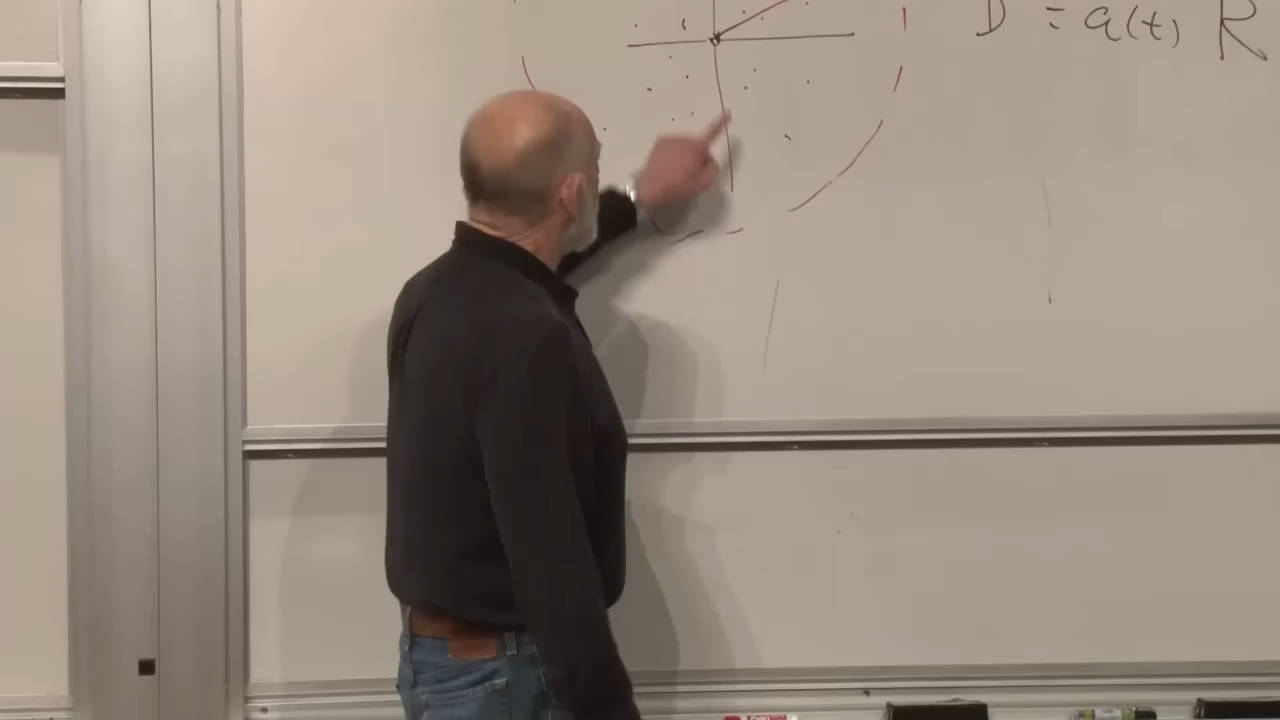 D = a(t) R